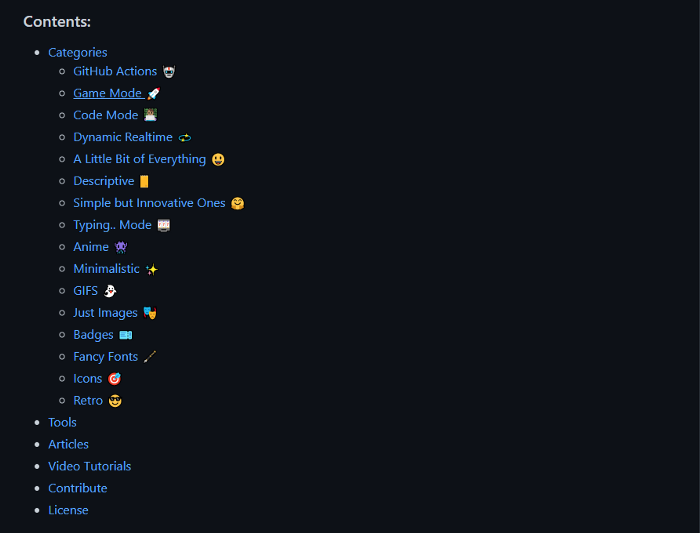 Contents:
Categories
GitHub Actions
Game Mode
Code Mode
Dynamic Realtime
A Little Bit of Everything
Descriptive
Simple but Innovative Ones
Typing.. Mode
Anime
Minimalistic
GIFS
Just Images
Badges
Fancy Fonts
Icons
Retro
Tools
Articles
Video Tutorials
Contribute
License